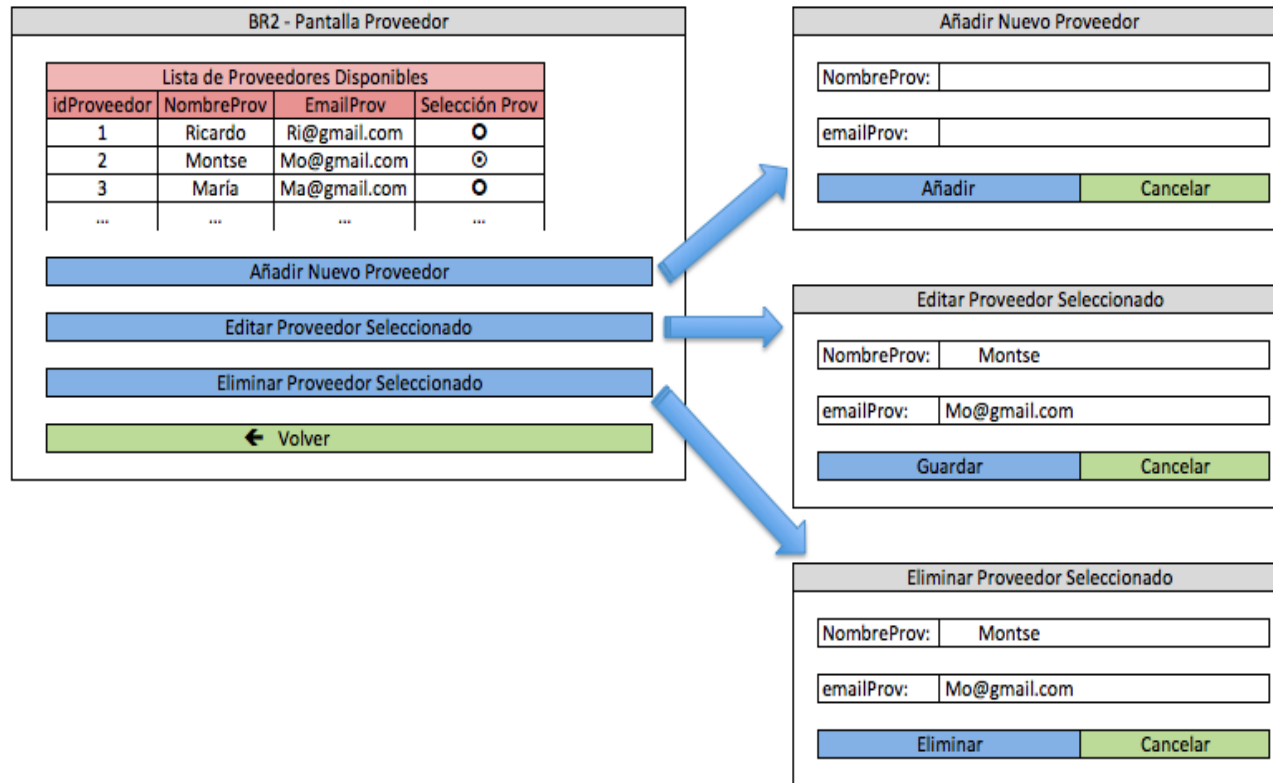 BR2 - Pantalla Proveedor
Lista de Proveedores Disponibles
idProveedor NombreProv EmailProv Selección Prov
1 Ricardo Ri@gmail.com
2 Montse Mo@gmail.com
3 María Ma@gmail.com
... ... ... ...
Añadir Nuevo Proveedor
Editar Proveedor Seleccionado
Eliminar Proveedor Seleccionado
← Volver
Añadir Nuevo Proveedor
NombreProv:
emailProv:
Añadir Cancelar
Editar Proveedor Seleccionado
NombreProv: Montse
emailProv: Mo@gmail.com
Guardar Cancelar
Eliminar Proveedor Seleccionado
NombreProv: Montse
emailProv: Mo@gmail.com
Eliminar Cancelar